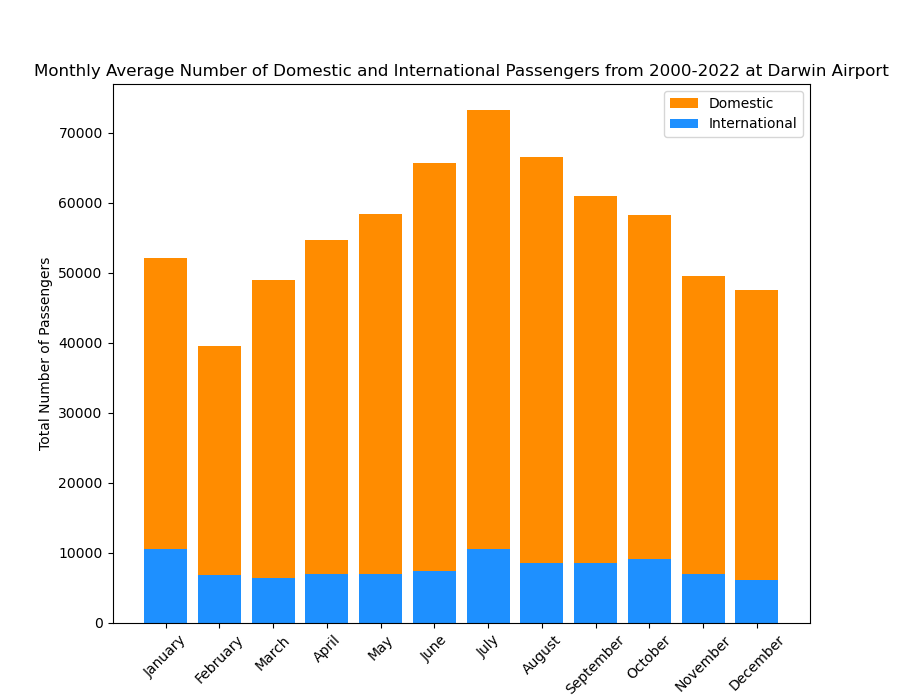 Monthly Average Number of Domestic and International Passengers from 2000-2022 at Darwin Airport
Domestic
International
Total Number of Passengers
70000
60000
50000
40000
30000
20000
10000
0
January
February
March
April
May
June
July
August
September
October
November
December